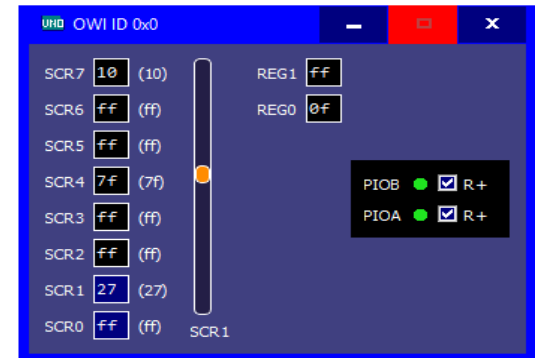 UHD OWI ID 0x0
SCR7 10 (10) REG1 ff
SCR6 ff (ff) REG0 0f
SCR5 ff (ff)
SCR4 7f (7f) PIOB R+
SCR3 ff (ff) PIOA R+
SCR2 ff (ff)
SCR1 27 (27)
SCR0 ff (ff) SCR1